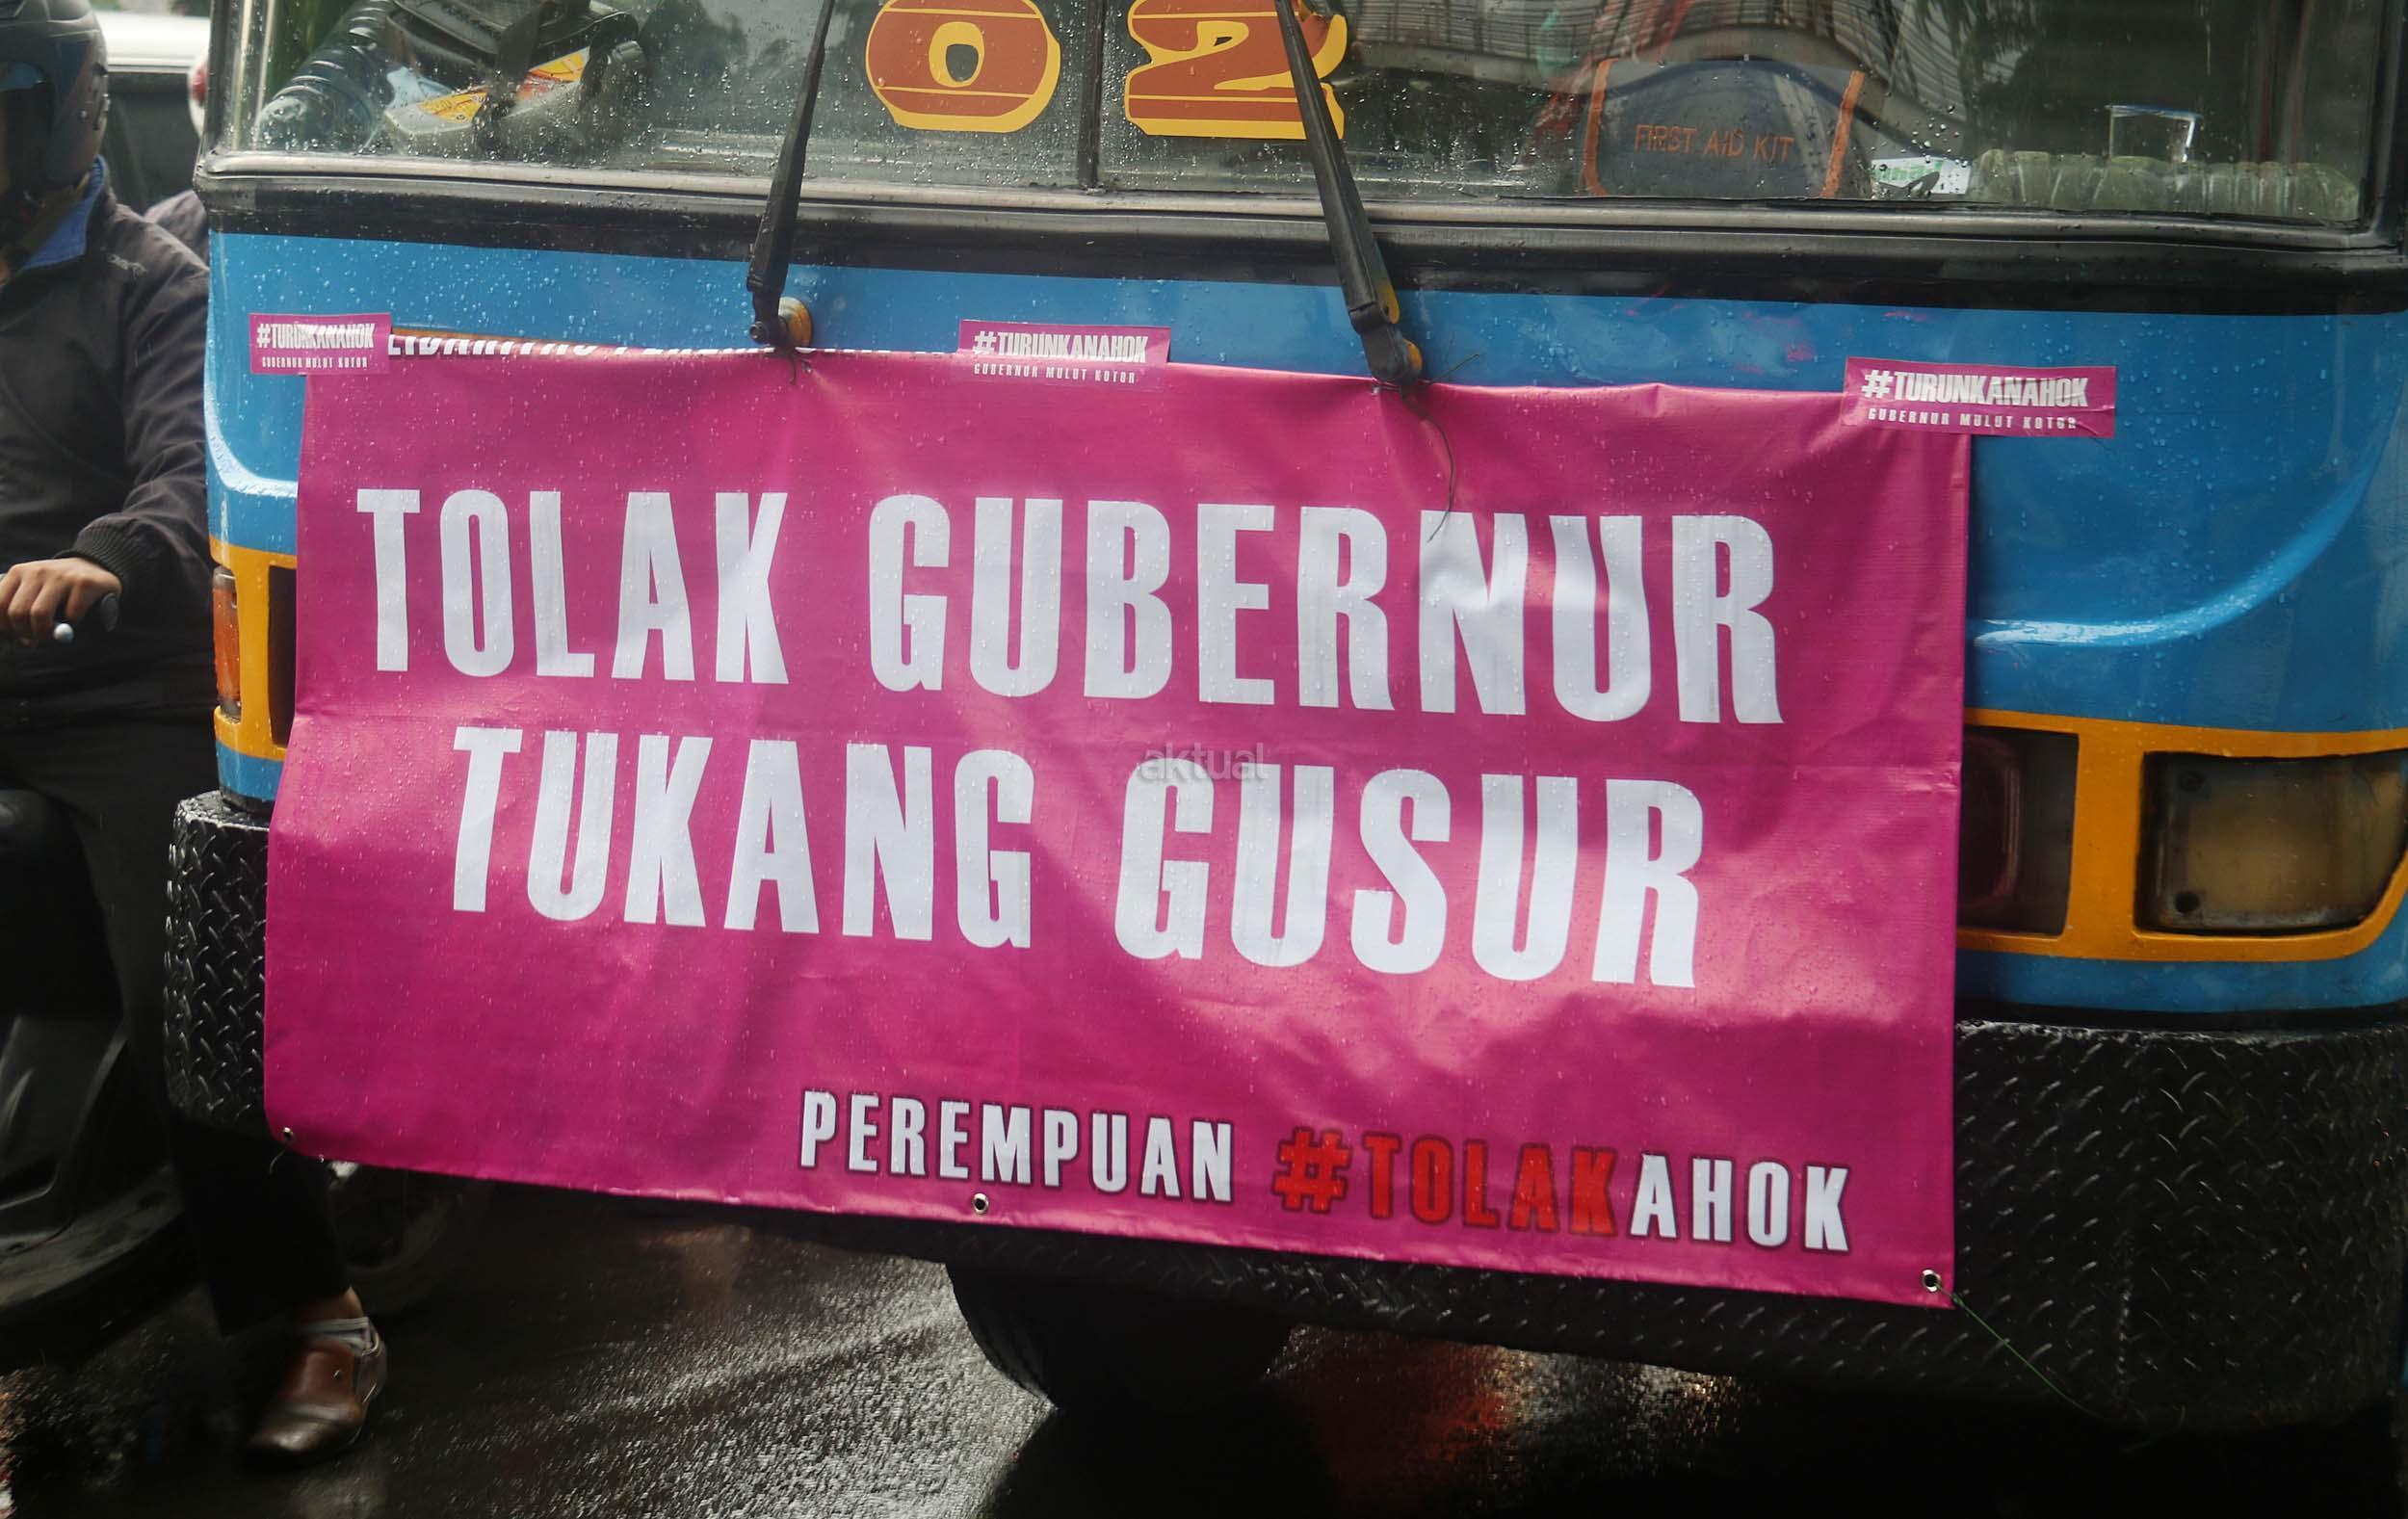 02
FIRST AID KIT
#TURUNKANAHOK
GUBERNUR MULUT KOTOR
#TURUNKANAHOK
GUBERNUR MULUT KOTOR
#TURUNKANAHOK
GUBERNUR MULUT KOTOR
TOLAK GUBERNUR
TUKANG GUSUR
aktual
PEREMPUAN #TOLAKAHOK